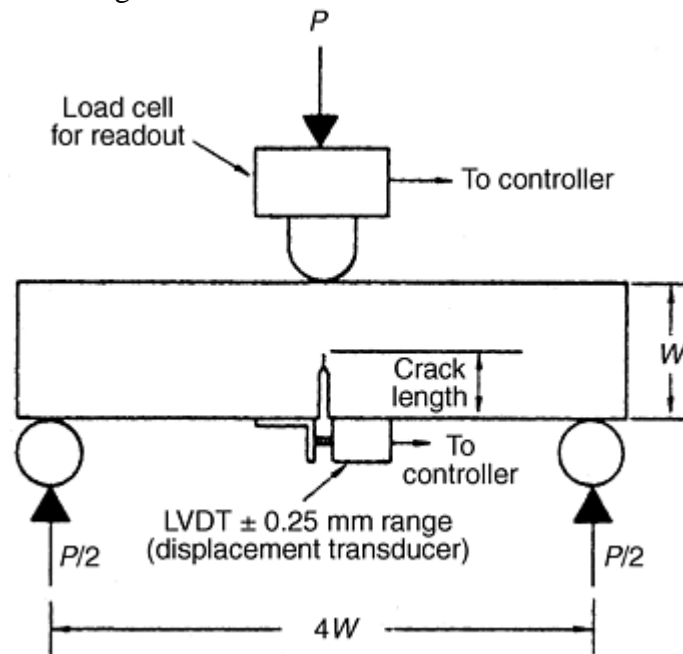 P
Load cell
for readout
To controller
W
Crack
length
To
controller
LVDT ± 0.25 mm range
(displacement transducer)
P/2
P/2
4W